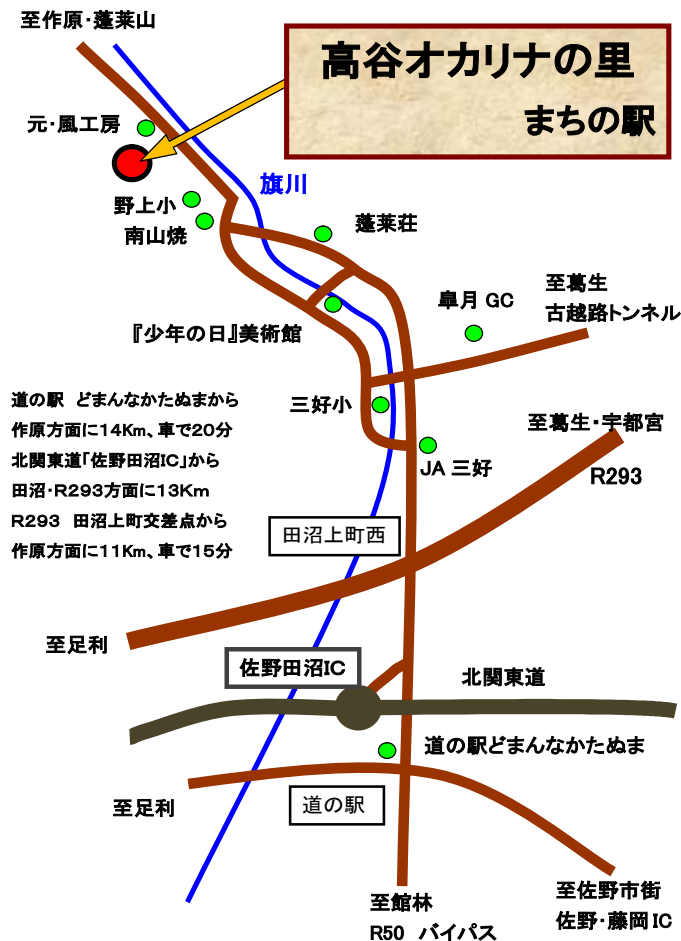 至作原・蓬莱山
高谷オカリナの里
まちの駅
元・風工房
旗川
野上小
南山焼
蓬莱荘
皐月 GC
至葛生
古越路トンネル
『少年の日』美術館
道の駅　どまんなかたぬまから
作原方面に14Km、車で20分
北関東道「佐野田沼IC」から
田沼・R293方面に13Km
R293　田沼上町交差点から
作原方面に11Km、車で15分
三好小
至葛生・宇都宮
JA 三好
R293
田沼上町西
至足利
佐野田沼IC
北関東道
道の駅どまんなかたぬま
至足利
道の駅
至館林
R50　バイパス
至佐野市街
佐野・藤岡 IC